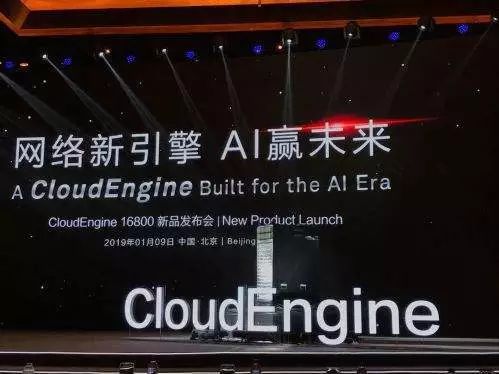 网络新引擎 AI赢未来
A CloudEngine Built for the AI Era
CloudEngine 16800 新品发布会 | New Product Launch
2019年01月09日 中国·北京 | Beijing
CloudEngine